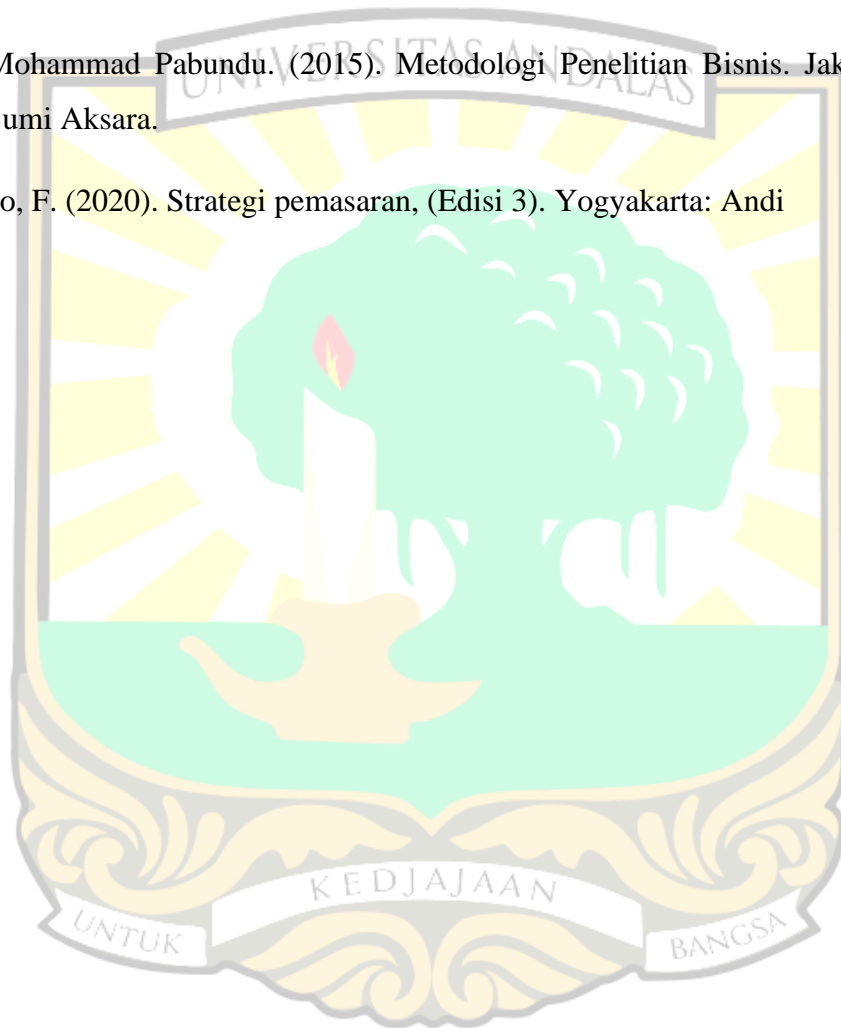 Mohammad Pabundu. (2015). Metodologi Penelitian Bisnis. Jak
Bumi Aksara.
o, F. (2020). Strategi pemasaran, (Edisi 3). Yogyakarta: Andi
UNIVERSITAS ANDALAS
KEDJAJAAN
UNTUK
BANGSA